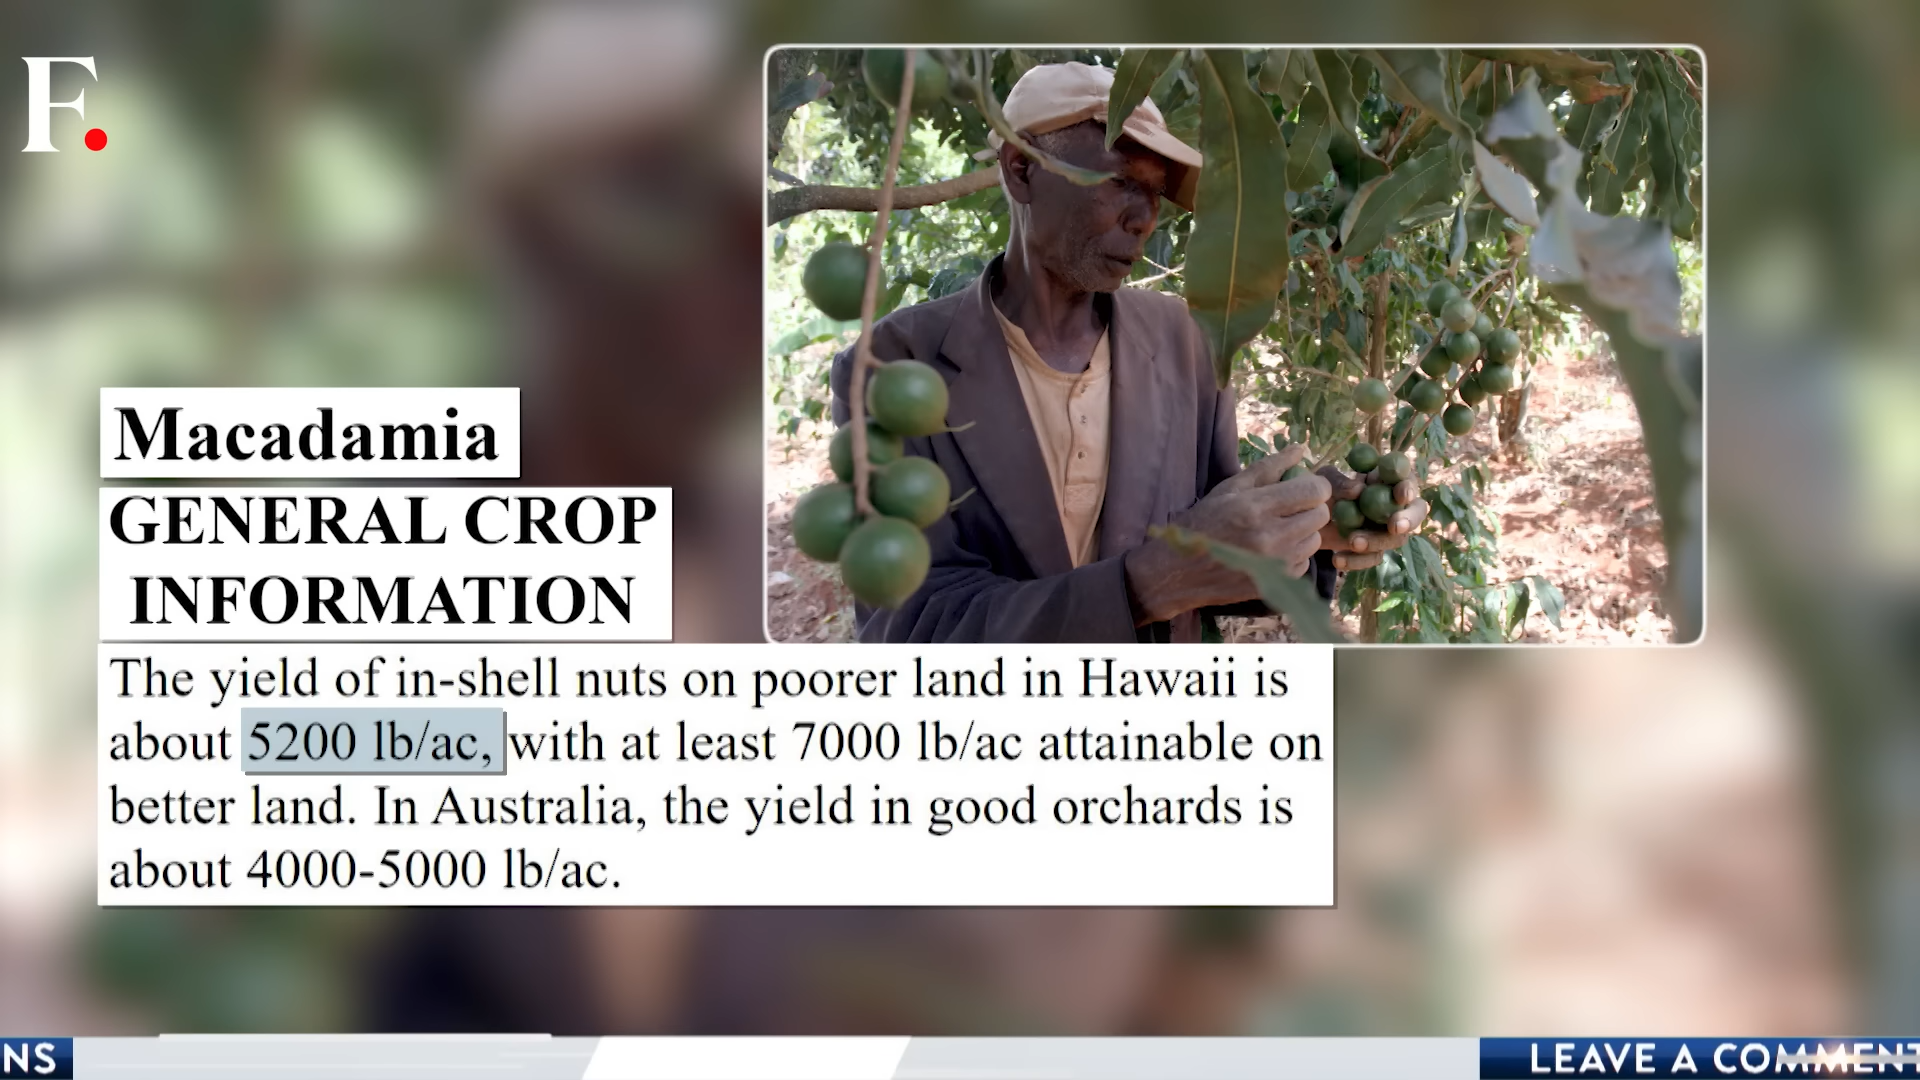 F.
Macadamia
GENERAL CROP
INFORMATION
The yield of in-shell nuts on poorer land in Hawaii is
about 5200 lb/ac, with at least 7000 lb/ac attainable on
better land. In Australia, the yield in good orchards is
about 4000-5000 lb/ac.
NS
LEAVE A COMMENT